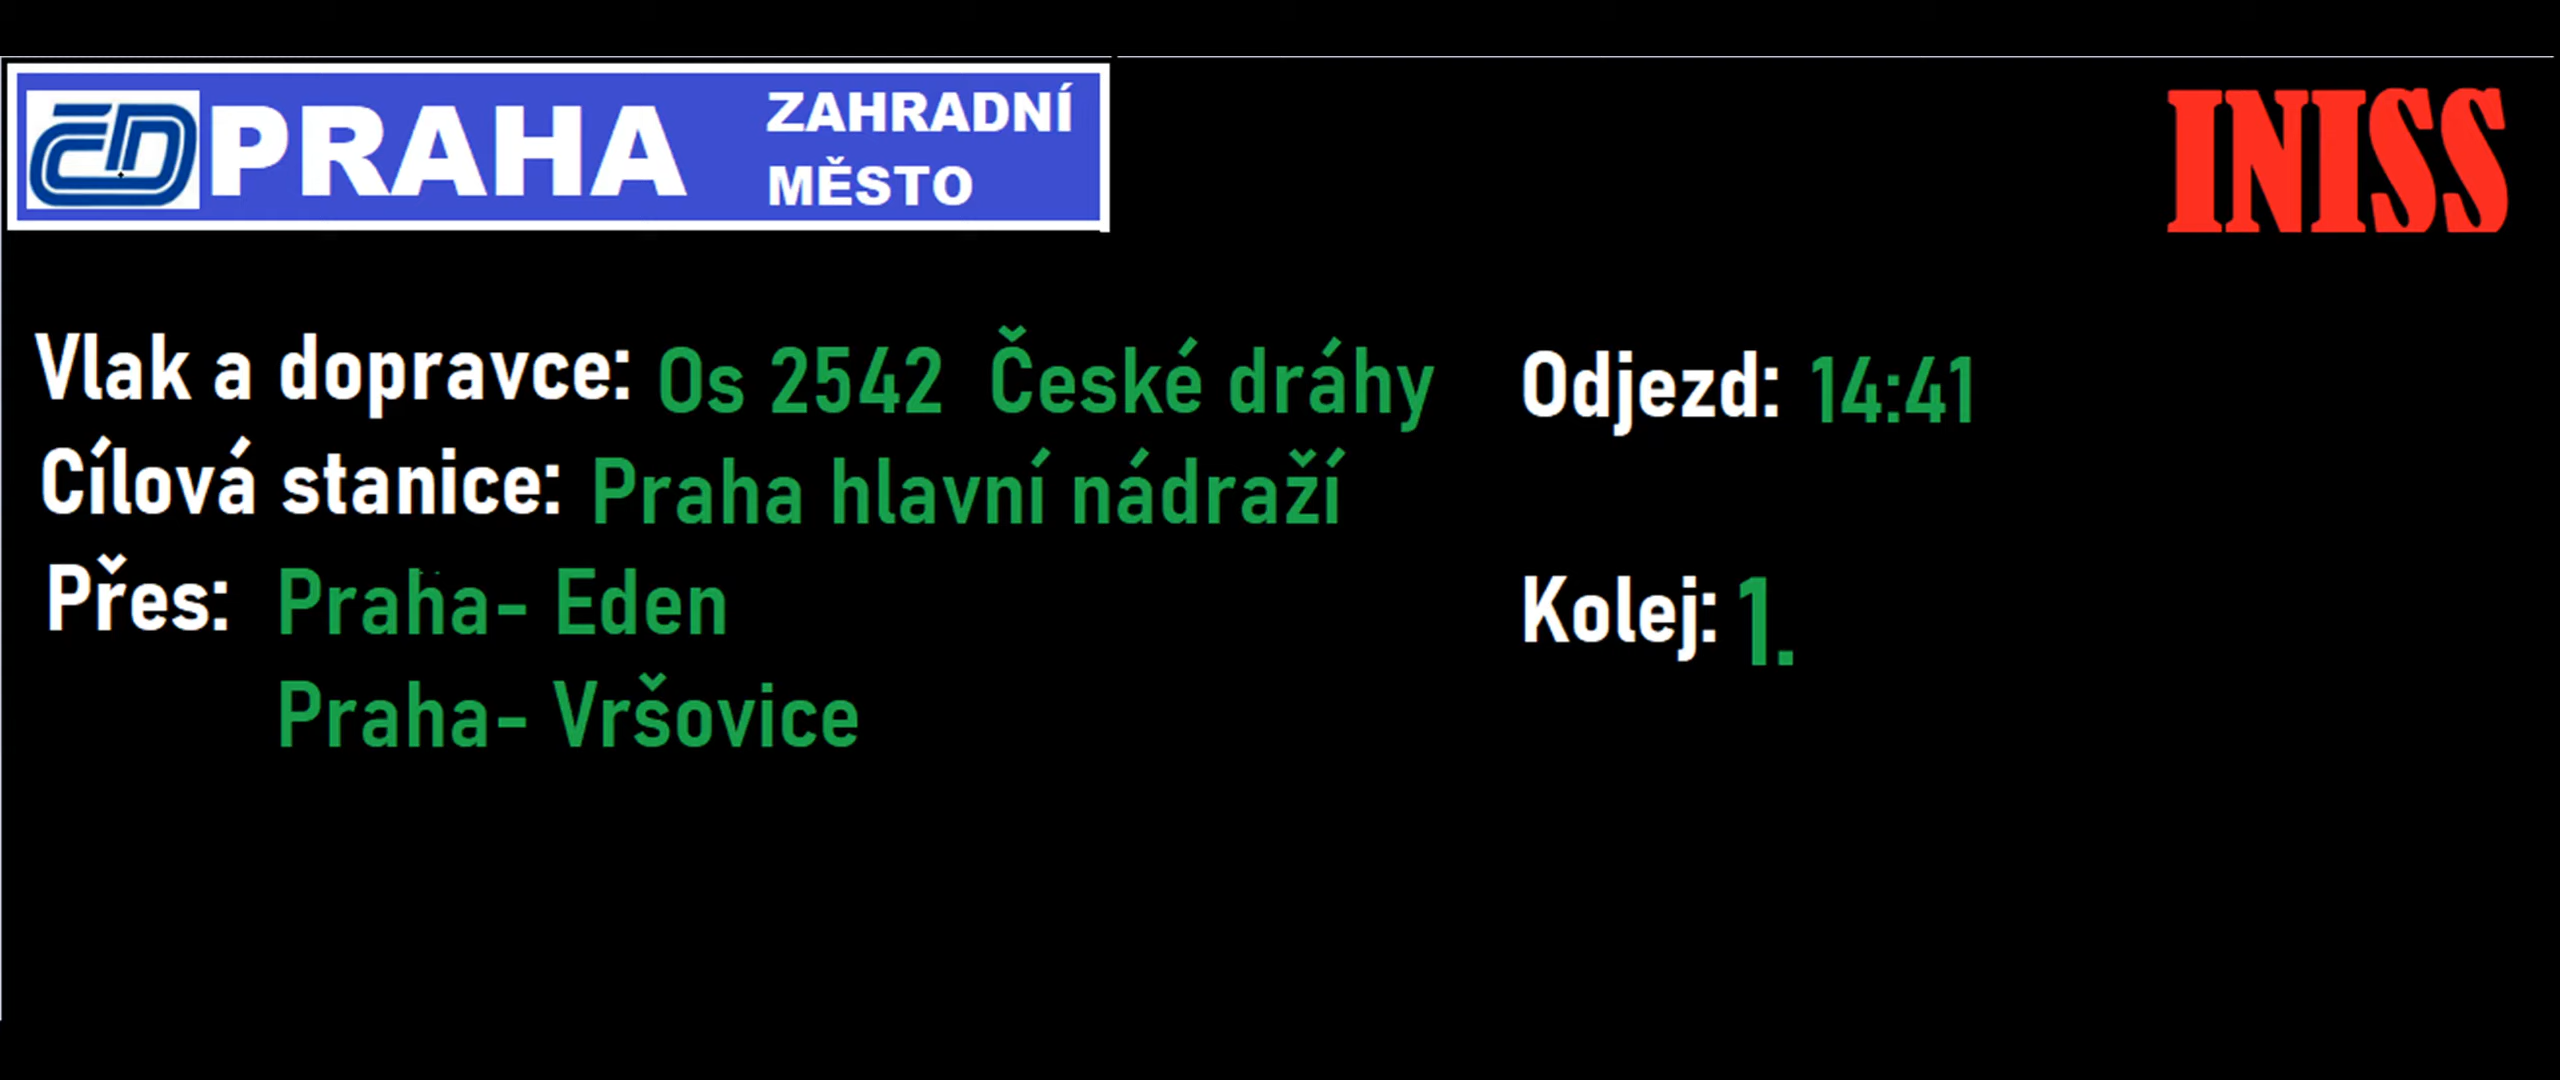 ČD PRAHA ZAHRADNÍ
MĚSTO
INISS
Vlak a dopravce: Os 2542 České dráhy Odjezd: 14:41
Cílová stanice: Praha hlavní nádraží
Přes: Praha- Eden Kolej: 1.
Praha- Vršovice